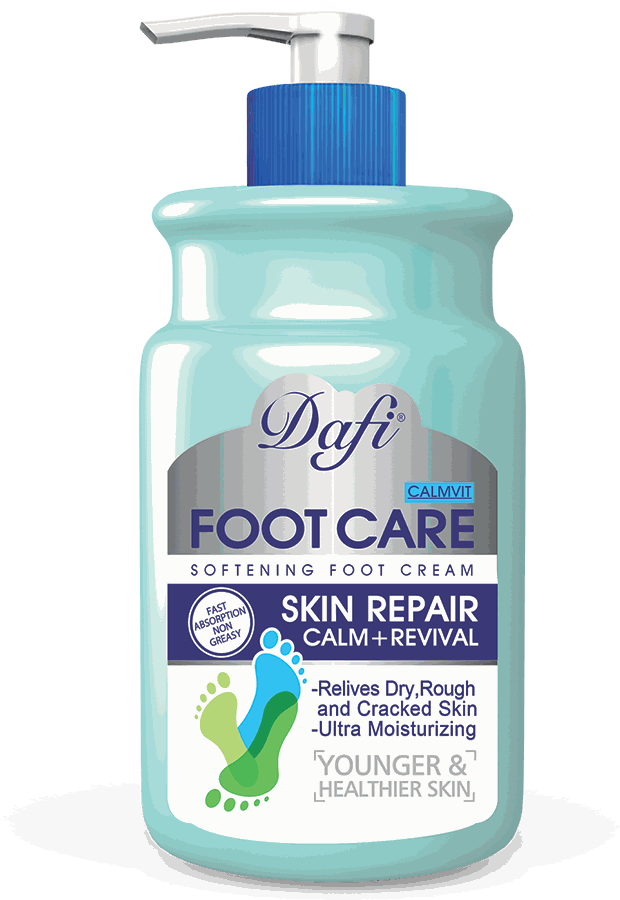 Dafi®
CALMVIT
FOOT CARE
SOFTENING FOOT CREAM
FAST
ABSORPTION
NON
GREASY
SKIN REPAIR
CALM+REVIVAL
-Relives Dry,Rough
and Cracked Skin
-Ultra Moisturizing
YOUNGER &
HEALTHIER SKIN